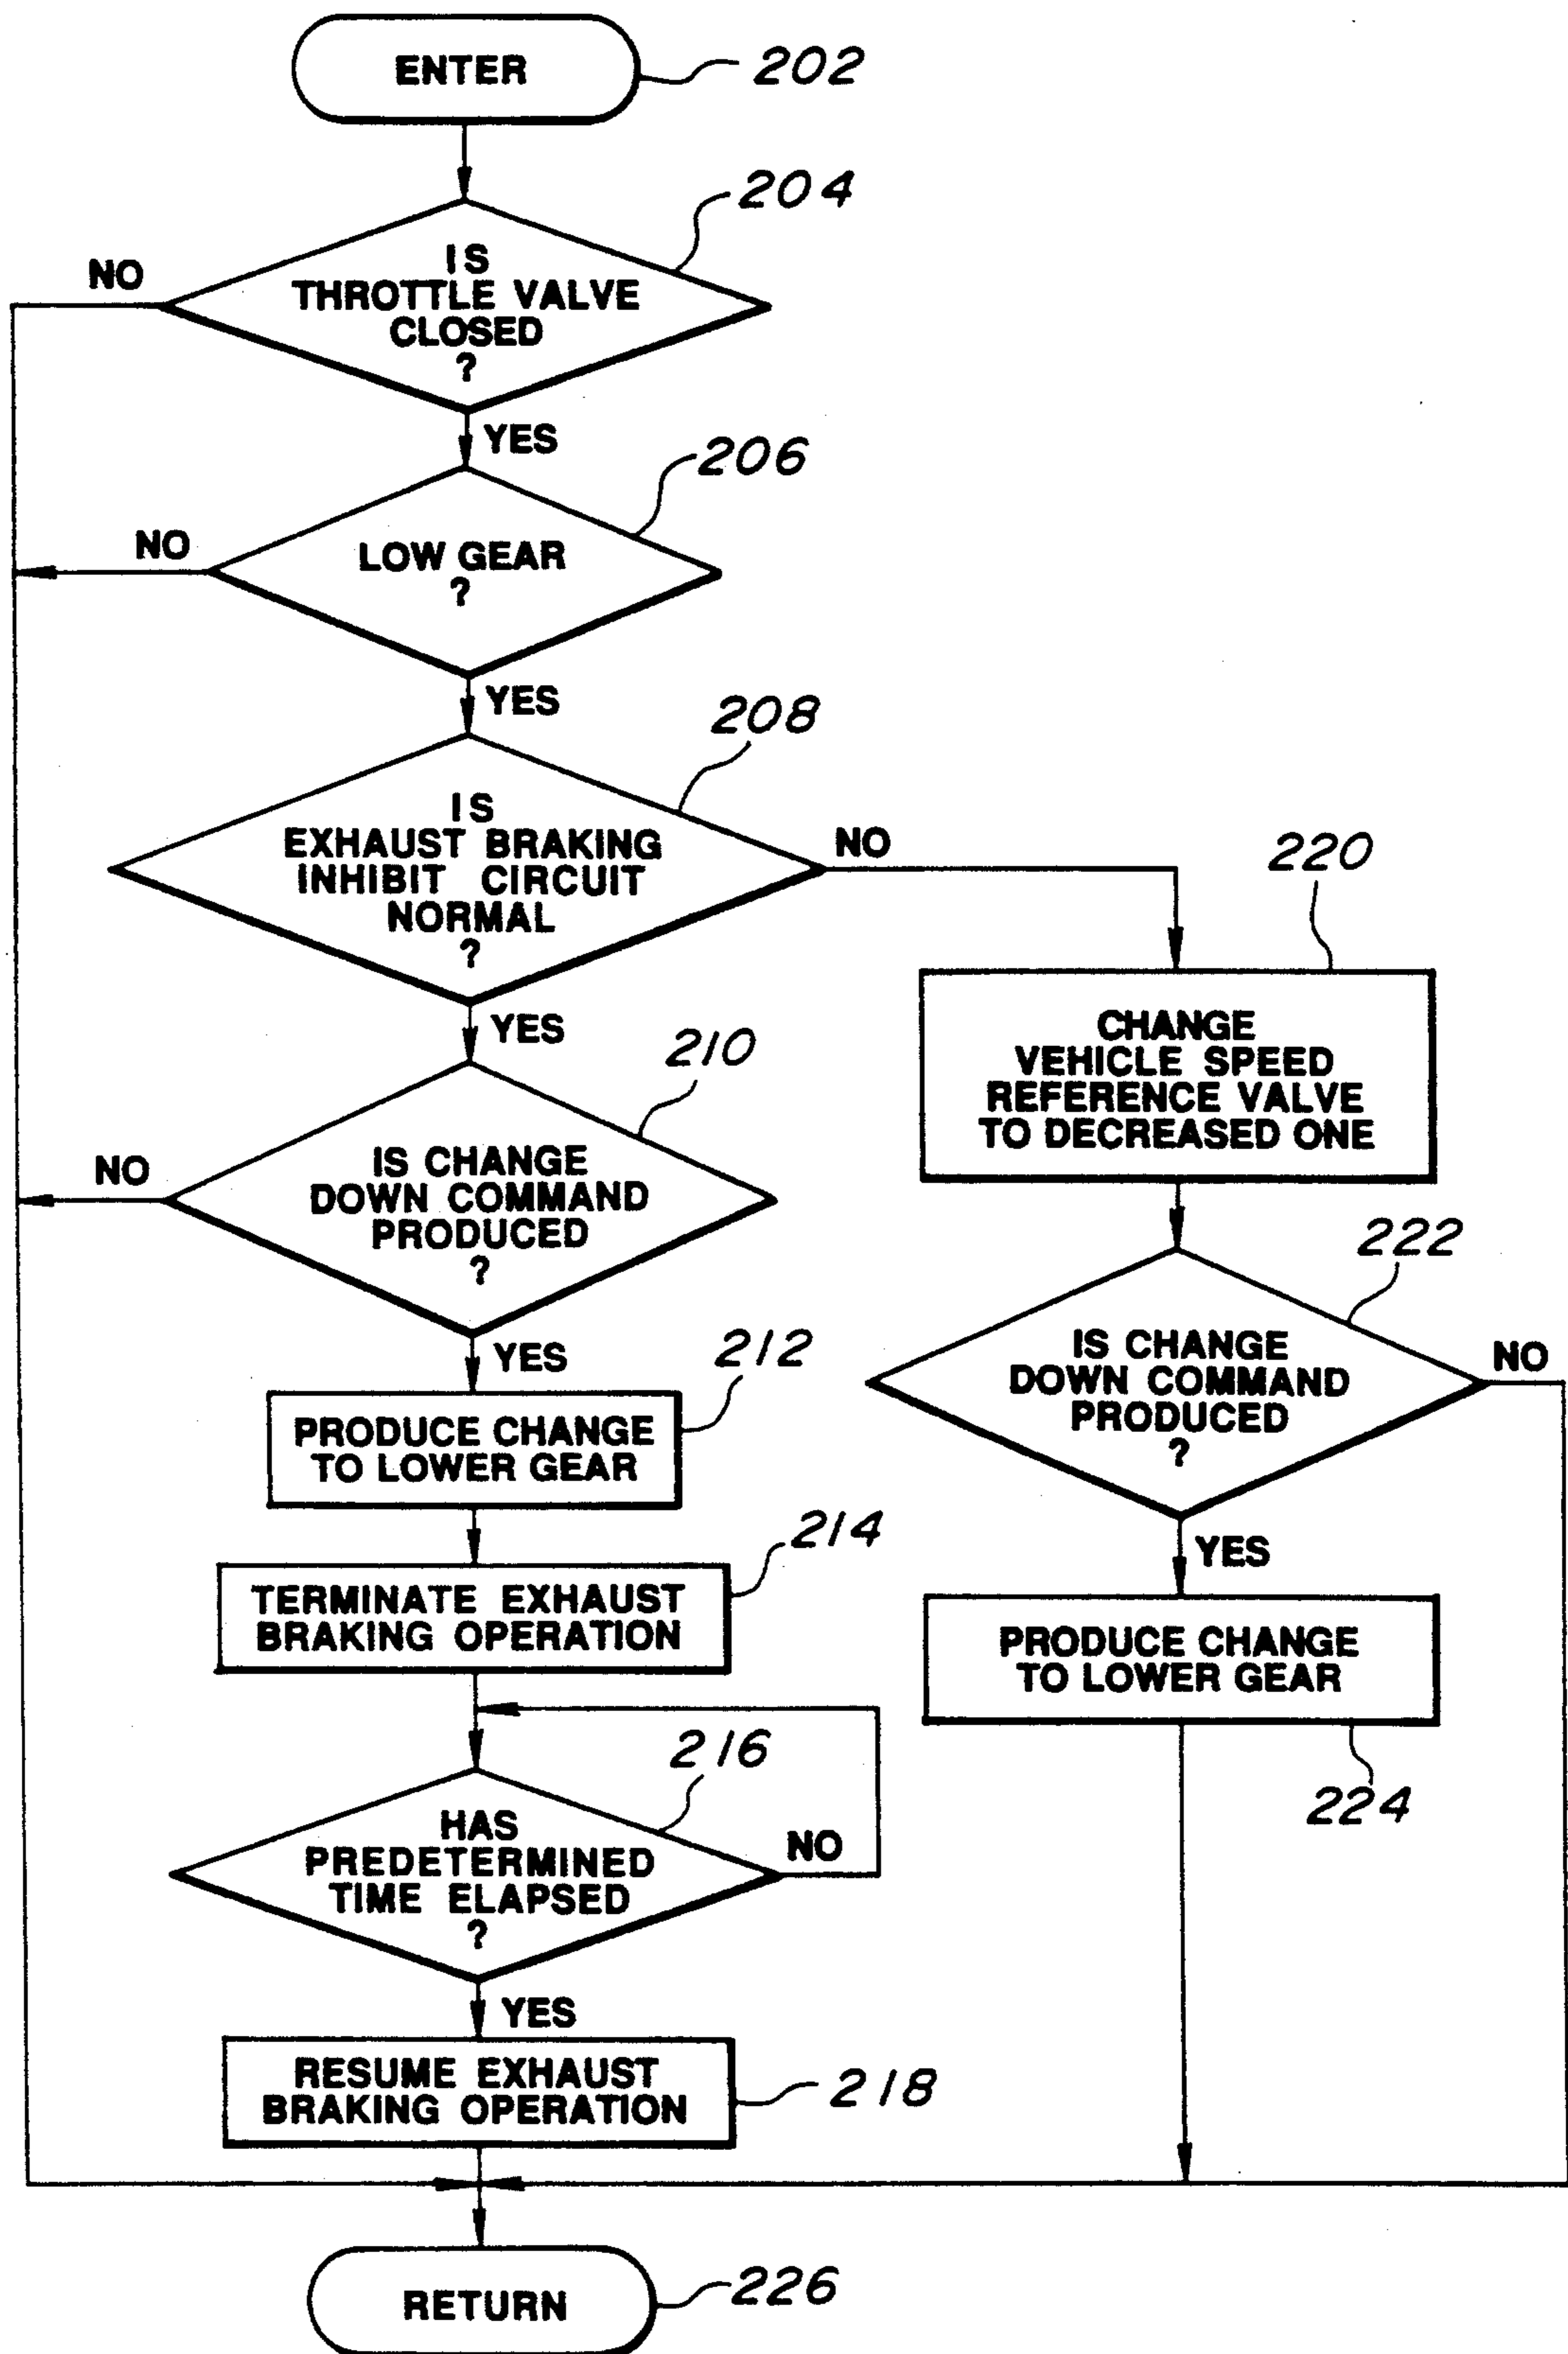 ENTER
202
204
IS
THROTTLE VALVE
CLOSED
?
NO
YES
206
LOW GEAR
?
NO
YES
208
IS
EXHAUST BRAKING
INHIBIT CIRCUIT
NORMAL
?
NO
YES
210
IS CHANGE
DOWN COMMAND
PRODUCED
?
NO
YES
212
PRODUCE CHANGE
TO LOWER GEAR
214
TERMINATE EXHAUST
BRAKING OPERATION
216
HAS
PREDETERMINED
TIME ELAPSED
?
NO
YES
RESUME EXHAUST
BRAKING OPERATION
218
220
CHANGE
VEHICLE SPEED
REFERENCE VALVE
TO DECREASED ONE
222
IS CHANGE
DOWN COMMAND
PRODUCED
?
NO
YES
PRODUCE CHANGE
TO LOWER GEAR
224
RETURN
226